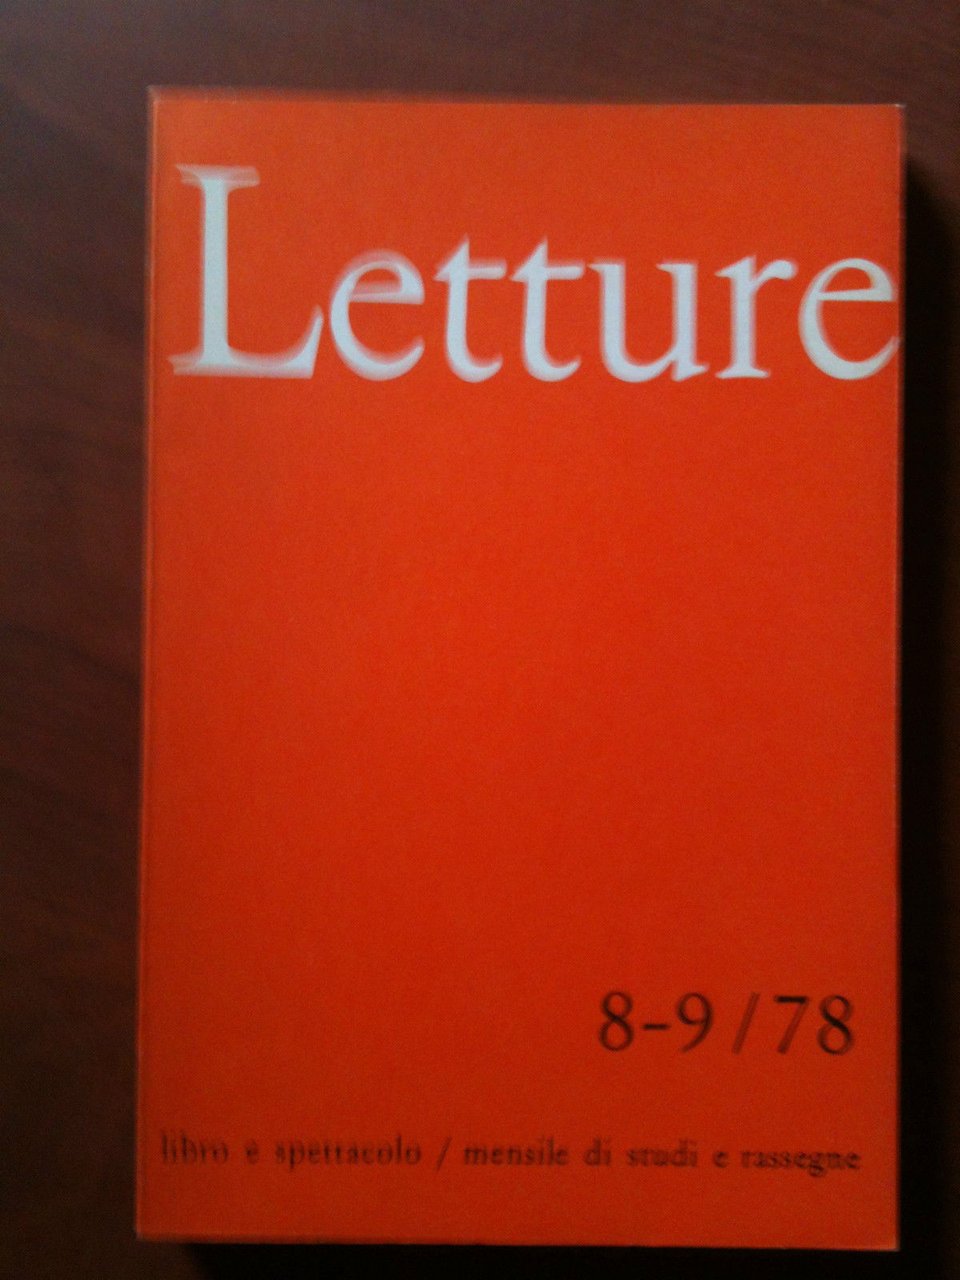 Letture
8-9/78
libro e spettacolo / mensile di studi e rassegne